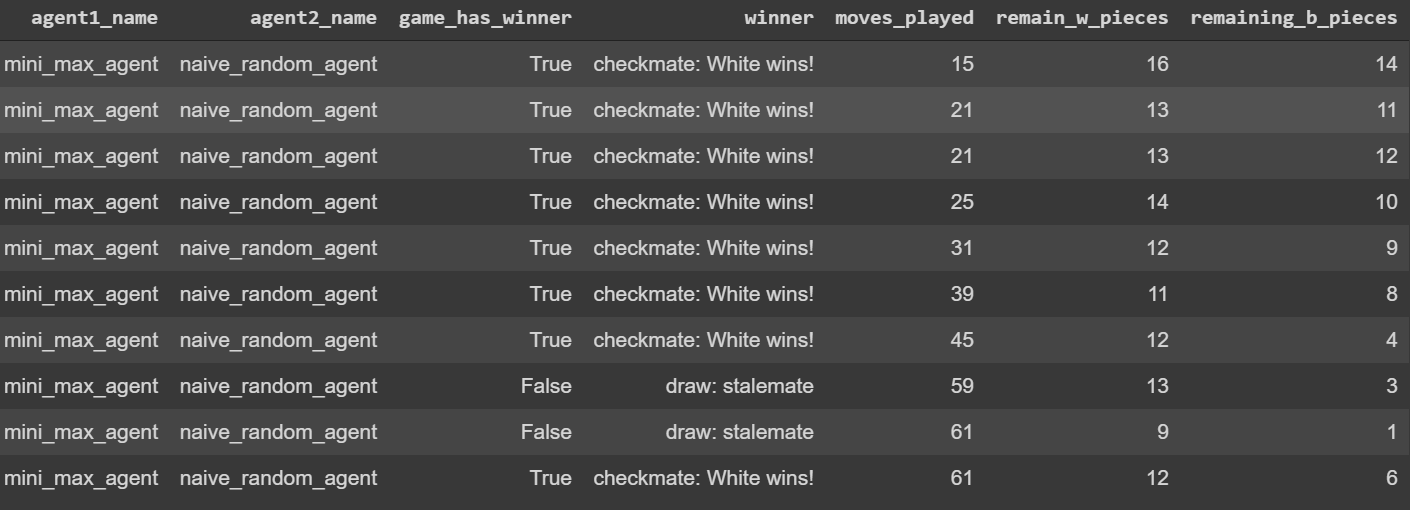 agent1_name agent2_name game_has_winner winner moves_played remain_w_pieces remaining_b_pieces
mini_max_agent naive_random_agent True checkmate: White wins! 15 16 14
mini_max_agent naive_random_agent True checkmate: White wins! 21 13 11
mini_max_agent naive_random_agent True checkmate: White wins! 21 13 12
mini_max_agent naive_random_agent True checkmate: White wins! 25 14 10
mini_max_agent naive_random_agent True checkmate: White wins! 31 12 9
mini_max_agent naive_random_agent True checkmate: White wins! 39 11 8
mini_max_agent naive_random_agent True checkmate: White wins! 45 12 4
mini_max_agent naive_random_agent False draw: stalemate 59 13 3
mini_max_agent naive_random_agent False draw: stalemate 61 9 1
mini_max_agent naive_random_agent True checkmate: White wins! 61 12 6